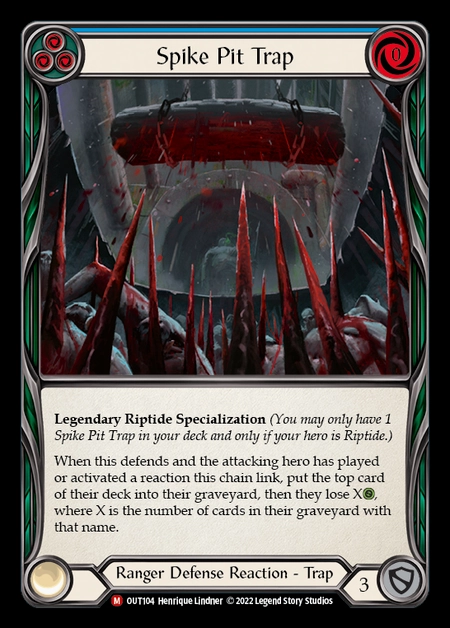 Spike Pit Trap
0
Legendary Riptide Specialization (You may only have 1
Spike Pit Trap in your deck and only if your hero is Riptide.)
When this defends and the attacking hero has played
or activated a reaction this chain link, put the top card
of their deck into their graveyard, then they lose X,
where X is the number of cards in their graveyard with
that name.
Ranger Defense Reaction - Trap
3
M OUT104 Henrique Lindner © 2022 Legend Story Studios